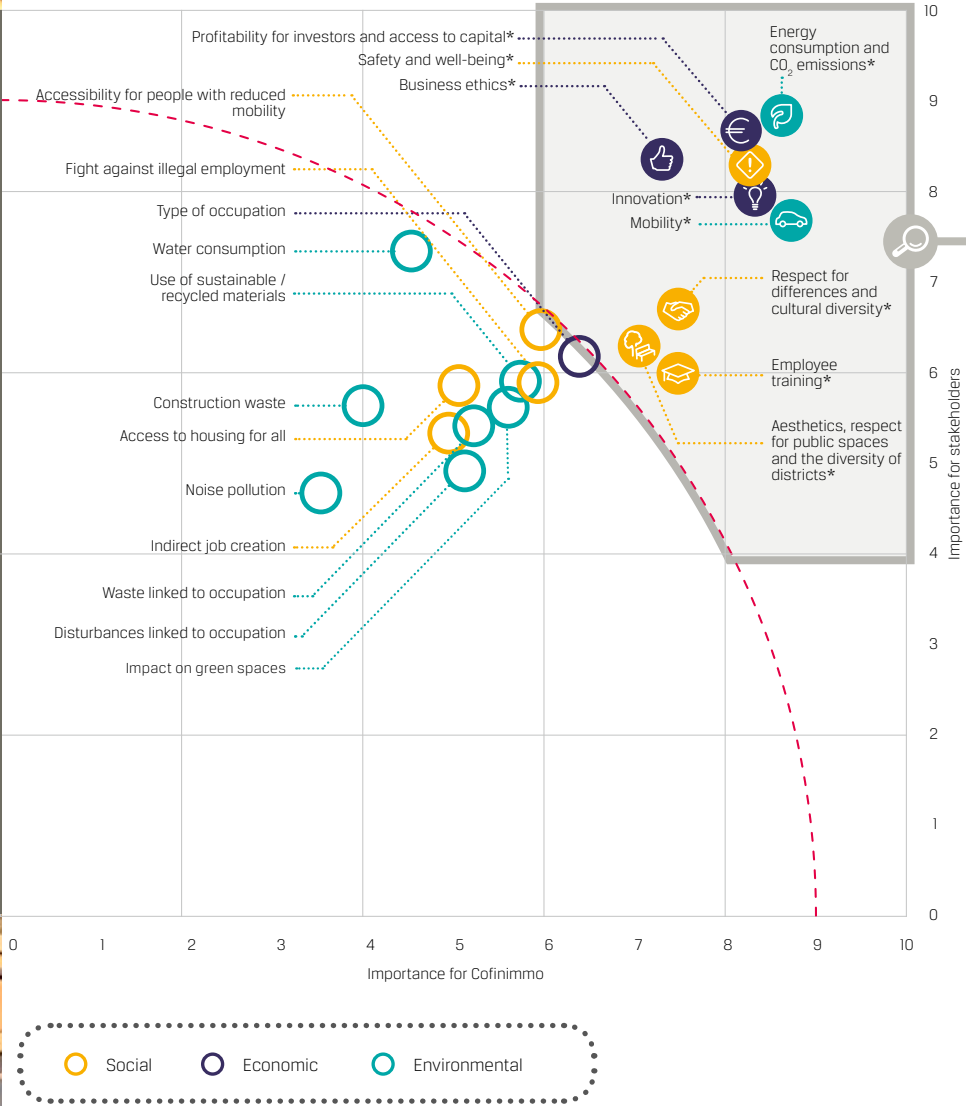 Profitability for investors and access to capital*
Safety and well-being*
Business ethics*
Energy
consumption and
CO2 emissions*
Accessibility for people with reduced
mobility
Fight against illegal employment
Type of occupation
Water consumption
Use of sustainable /
recycled materials
Innovation*
Mobility*
Respect for
differences and
cultural diversity*
Employee
training*
Aesthetics, respect
for public spaces
and the diversity of
districts*
Construction waste
Access to housing for all
Noise pollution
Indirect job creation
Waste linked to occupation
Disturbances linked to occupation
Impact on green spaces
10
9
8
7
6
5
4
3
2
1
0
Importance for stakeholders
0 1 2 3 4 5 6 7 8 9 10
Importance for Cofinimmo
Social Economic Environmental